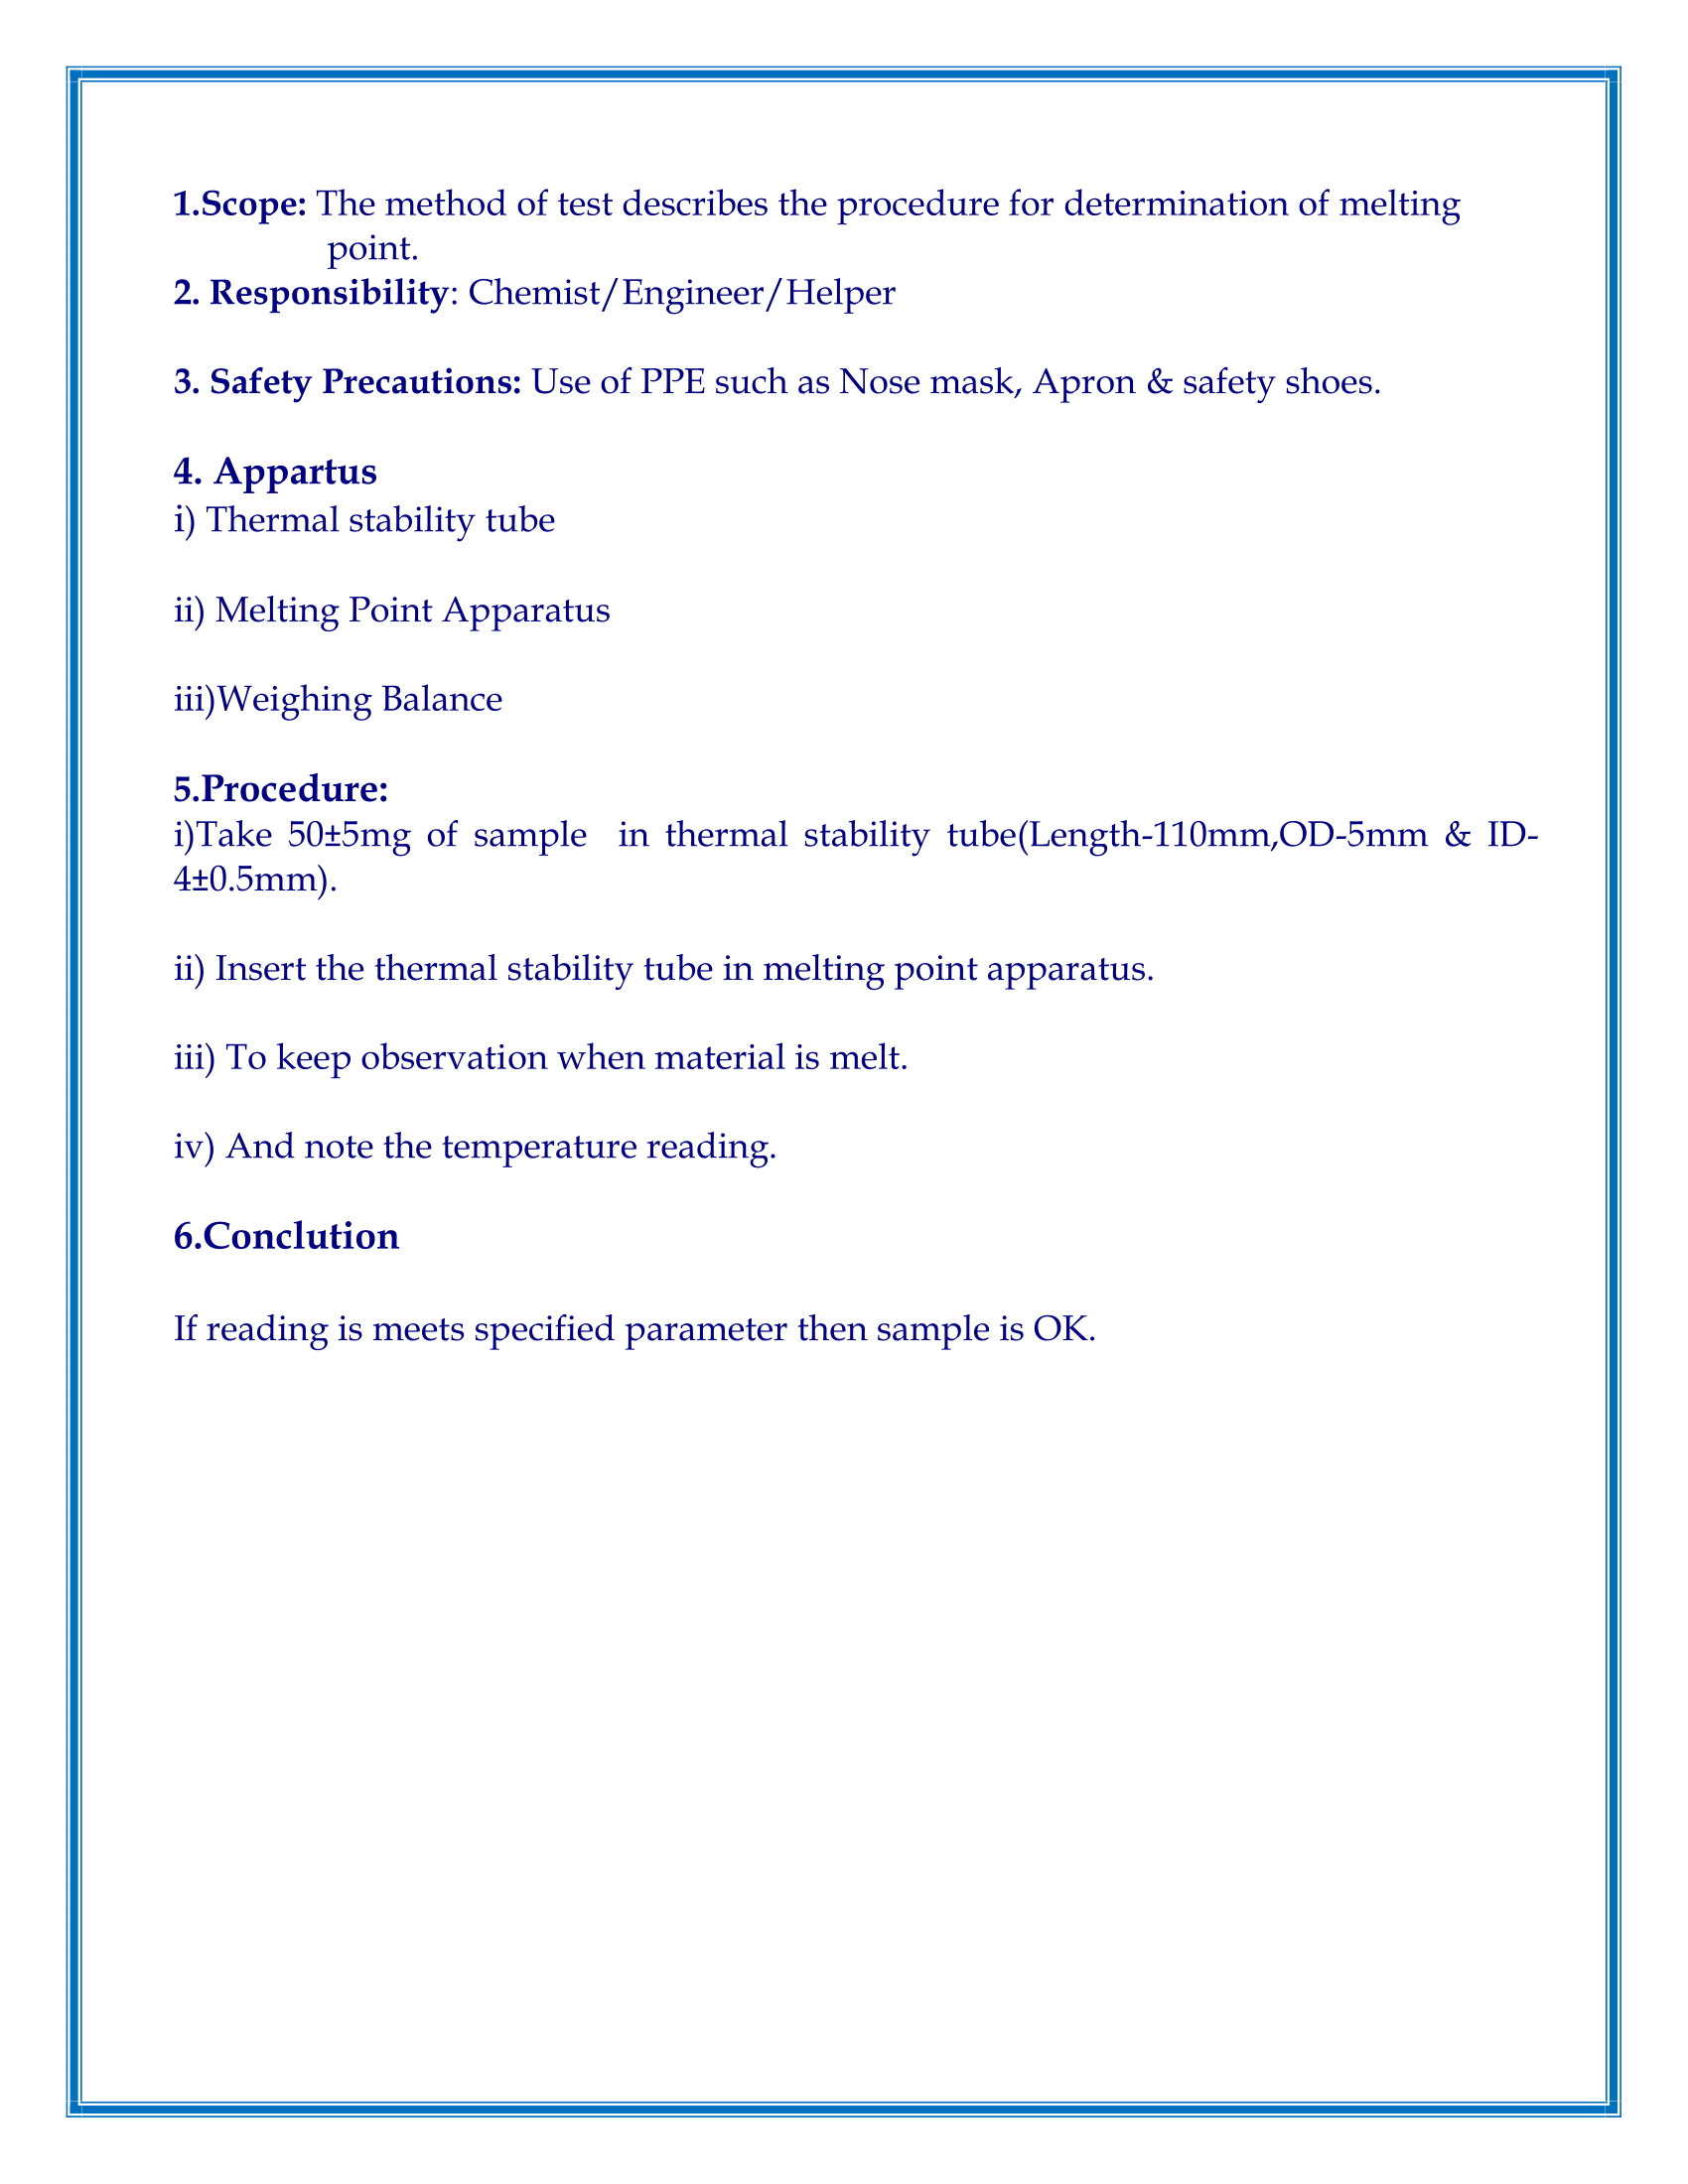 1.Scope: The method of test describes the procedure for determination of melting
point.
2. Responsibility: Chemist/Engineer/Helper
3. Safety Precautions: Use of PPE such as Nose mask, Apron & safety shoes.
4. Appartus
i) Thermal stability tube
ii) Melting Point Apparatus
iii)Weighing Balance
5.Procedure:
i)Take 50±5mg of sample in thermal stability tube(Length-110mm,OD-5mm & ID-
4±0.5mm).
ii) Insert the thermal stability tube in melting point apparatus.
iii) To keep observation when material is melt.
iv) And note the temperature reading.
6.Conclution
If reading is meets specified parameter then sample is OK.